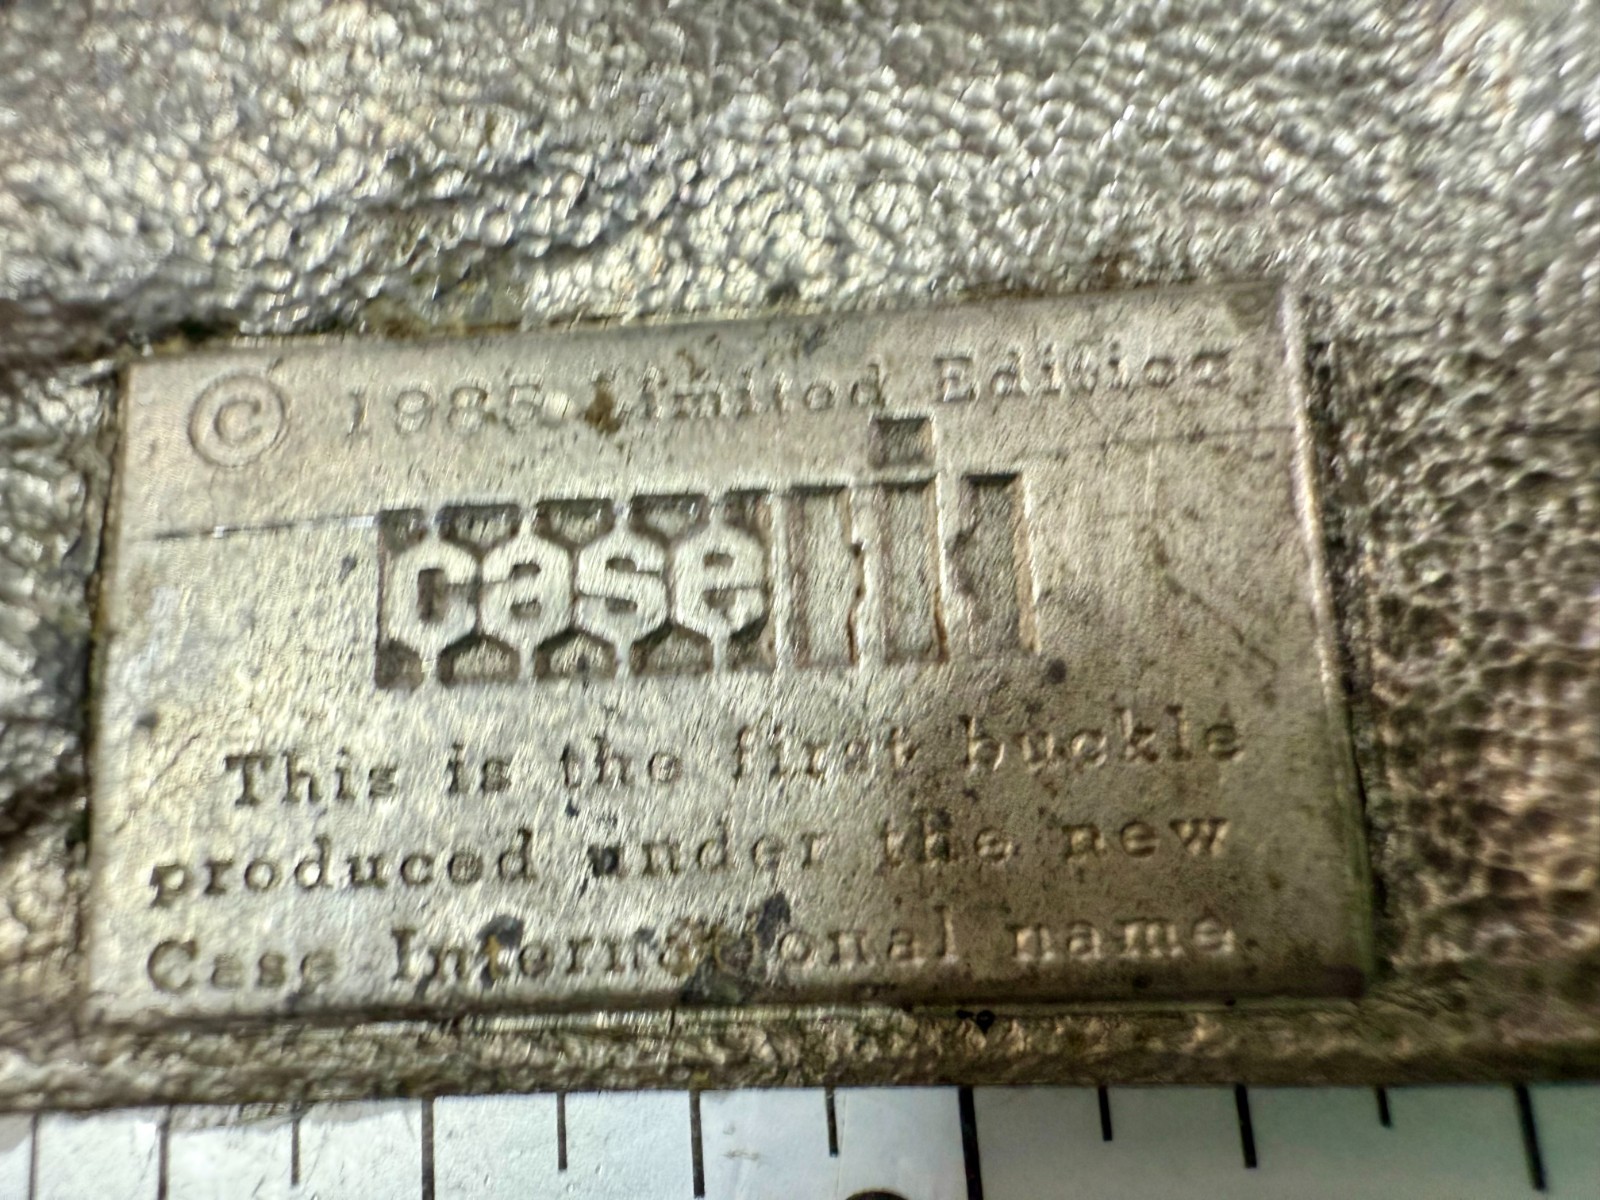 © 1985 Limited Edition
case iH
This is the first buckle
produced under the new
Case International name.